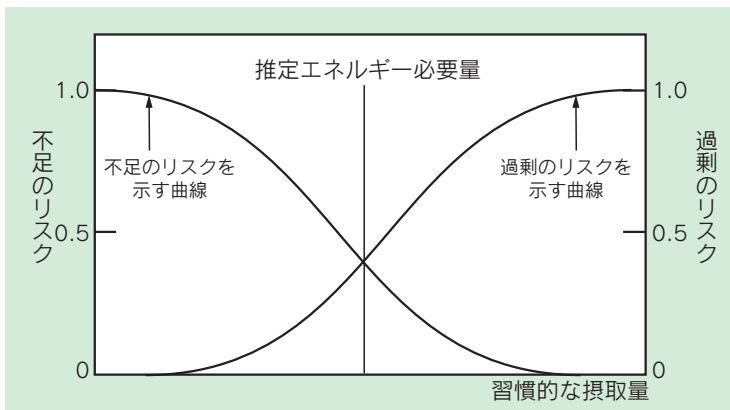 推定エネルギー必要量
1.0
1.0
不足のリスクを
示す曲線
過剰のリスクを
示す曲線
不足のリスク
過剰のリスク
0.5
0.5
0
0
習慣的な摂取量